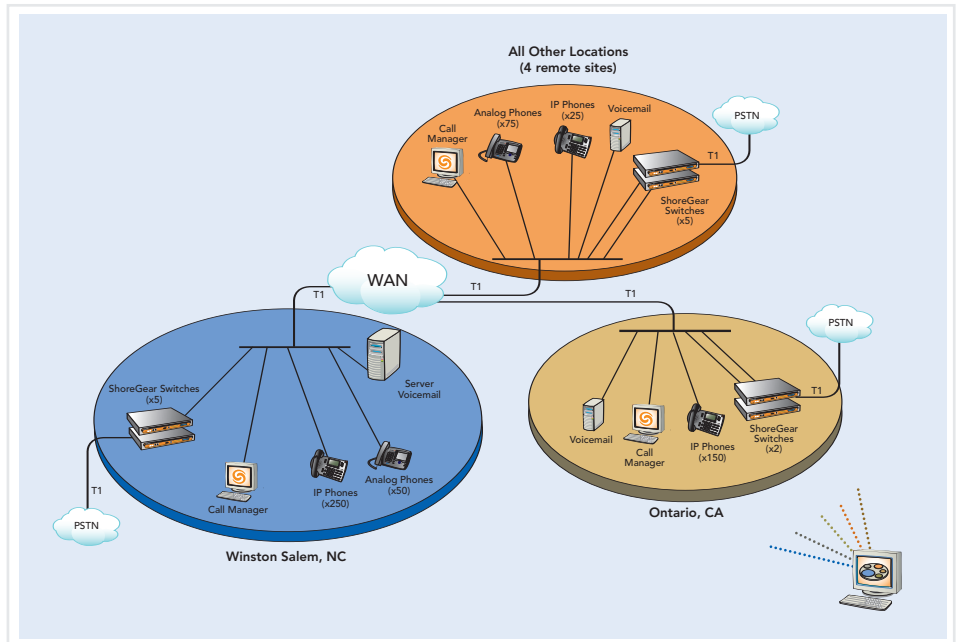 All Other Locations
(4 remote sites)
Call
Manager
Analog Phones
(x75)
IP Phones
(x25)
Voicemail
PSTN
T1
ShoreGear
Switches
(x5)
WAN
T1
T1
T1
ShoreGear Switches
(x5)
Server
Voicemail
Call Manager
IP Phones
(x250)
Analog Phones
(x50)
T1
PSTN
Winston Salem, NC
PSTN
T1
Voicemail
Call
Manager
IP Phones
(x150)
ShoreGear
Switches
(x2)
Ontario, CA